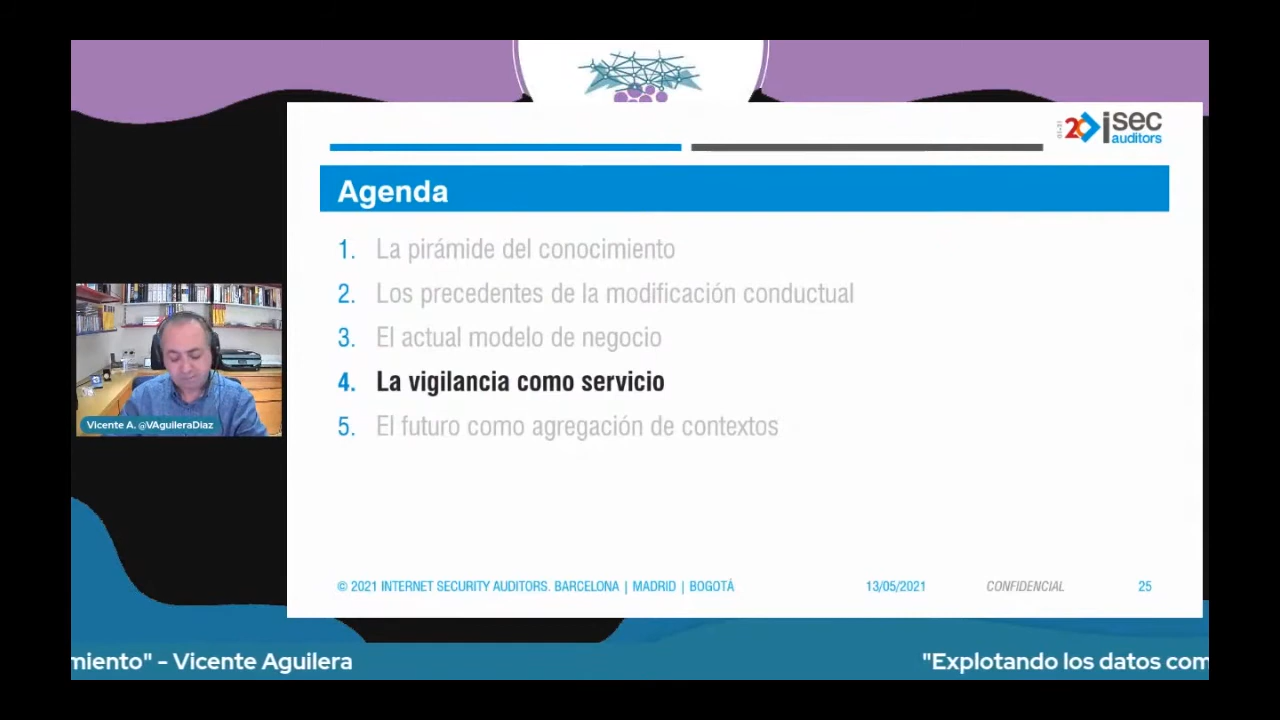 20 isec
auditors
Agenda
1. La pirámide del conocimiento
2. Los precedentes de la modificación conductual
3. El actual modelo de negocio
4. La vigilancia como servicio
5. El futuro como agregación de contextos
Vicente A. @VAguileraDiaz
© 2021 INTERNET SECURITY AUDITORS. BARCELONA | MADRID | BOGOTÁ 13/05/2021 CONFIDENCIAL 25
miento" - Vicente Aguilera "Explotando los datos com